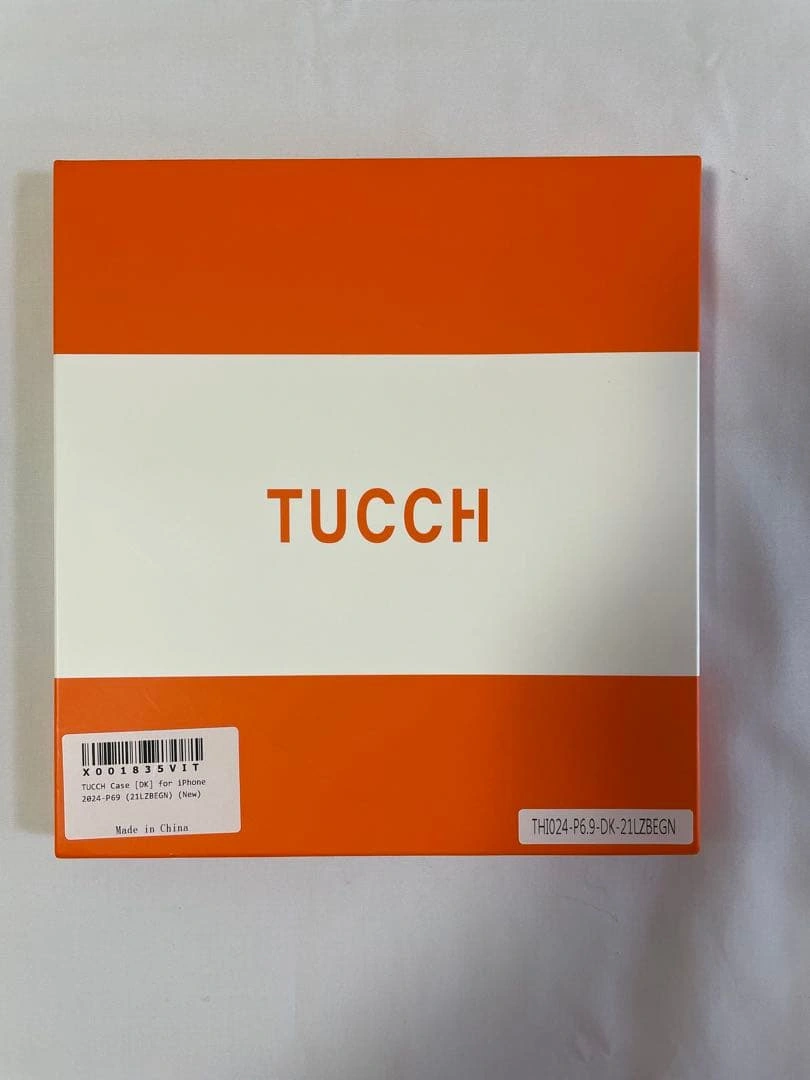 TUCCH
X001835VIT
TUCCH Case [DK] for iPhone
2024-P69 (21LZBEGN) (New)
Made in China
THI024-P6.9-DK-21LZBEGN